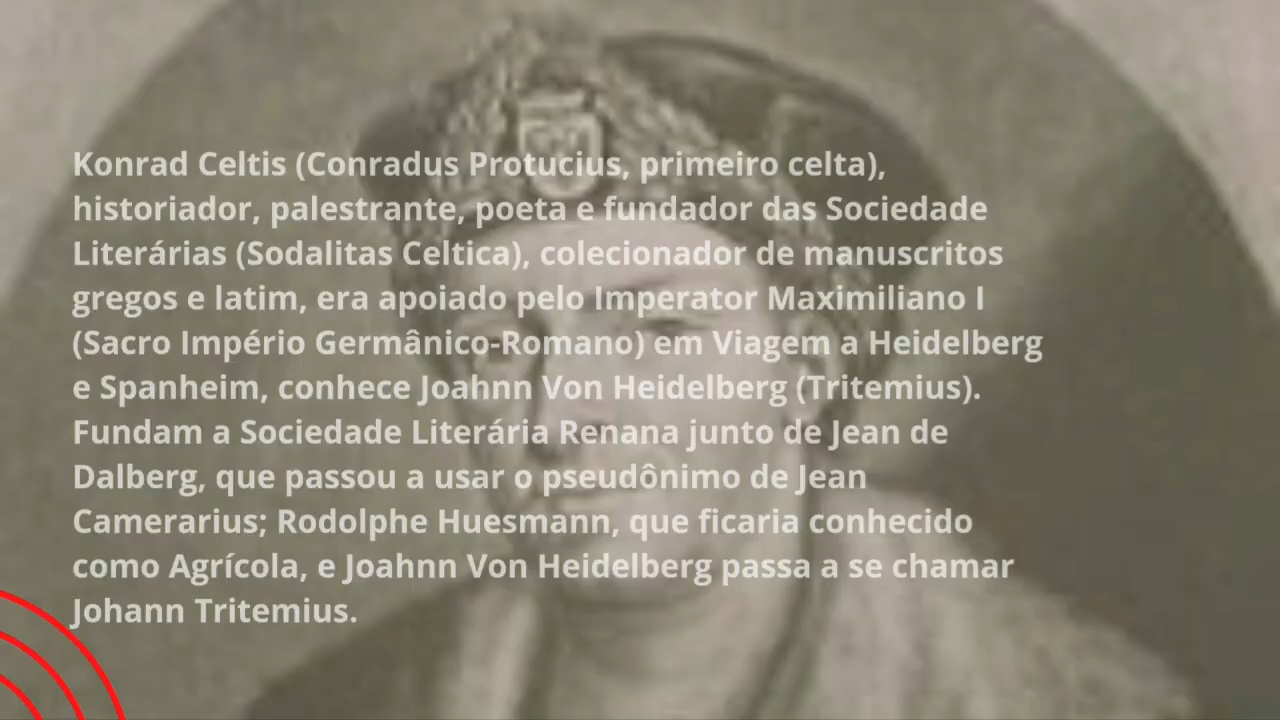 Konrad Celtis (Conradus Protucius, primeiro celta),
historiador, palestrante, poeta e fundador das Sociedade
Literárias (Sodalitas Celtica), colecionador de manuscritos
gregos e latim, era apoiado pelo Imperator Maximiliano I
(Sacro Império Germânico-Romano) em Viagem a Heidelberg
e Spanheim, conhece Joahnn Von Heidelberg (Tritemius).
Fundam a Sociedade Literária Renana junto de Jean de
Dalberg, que passou a usar o pseudônimo de Jean
Camerarius; Rodolphe Huesmann, que ficaria conhecido
como Agrícola, e Joahnn Von Heidelberg passa a se chamar
Johann Tritemius.